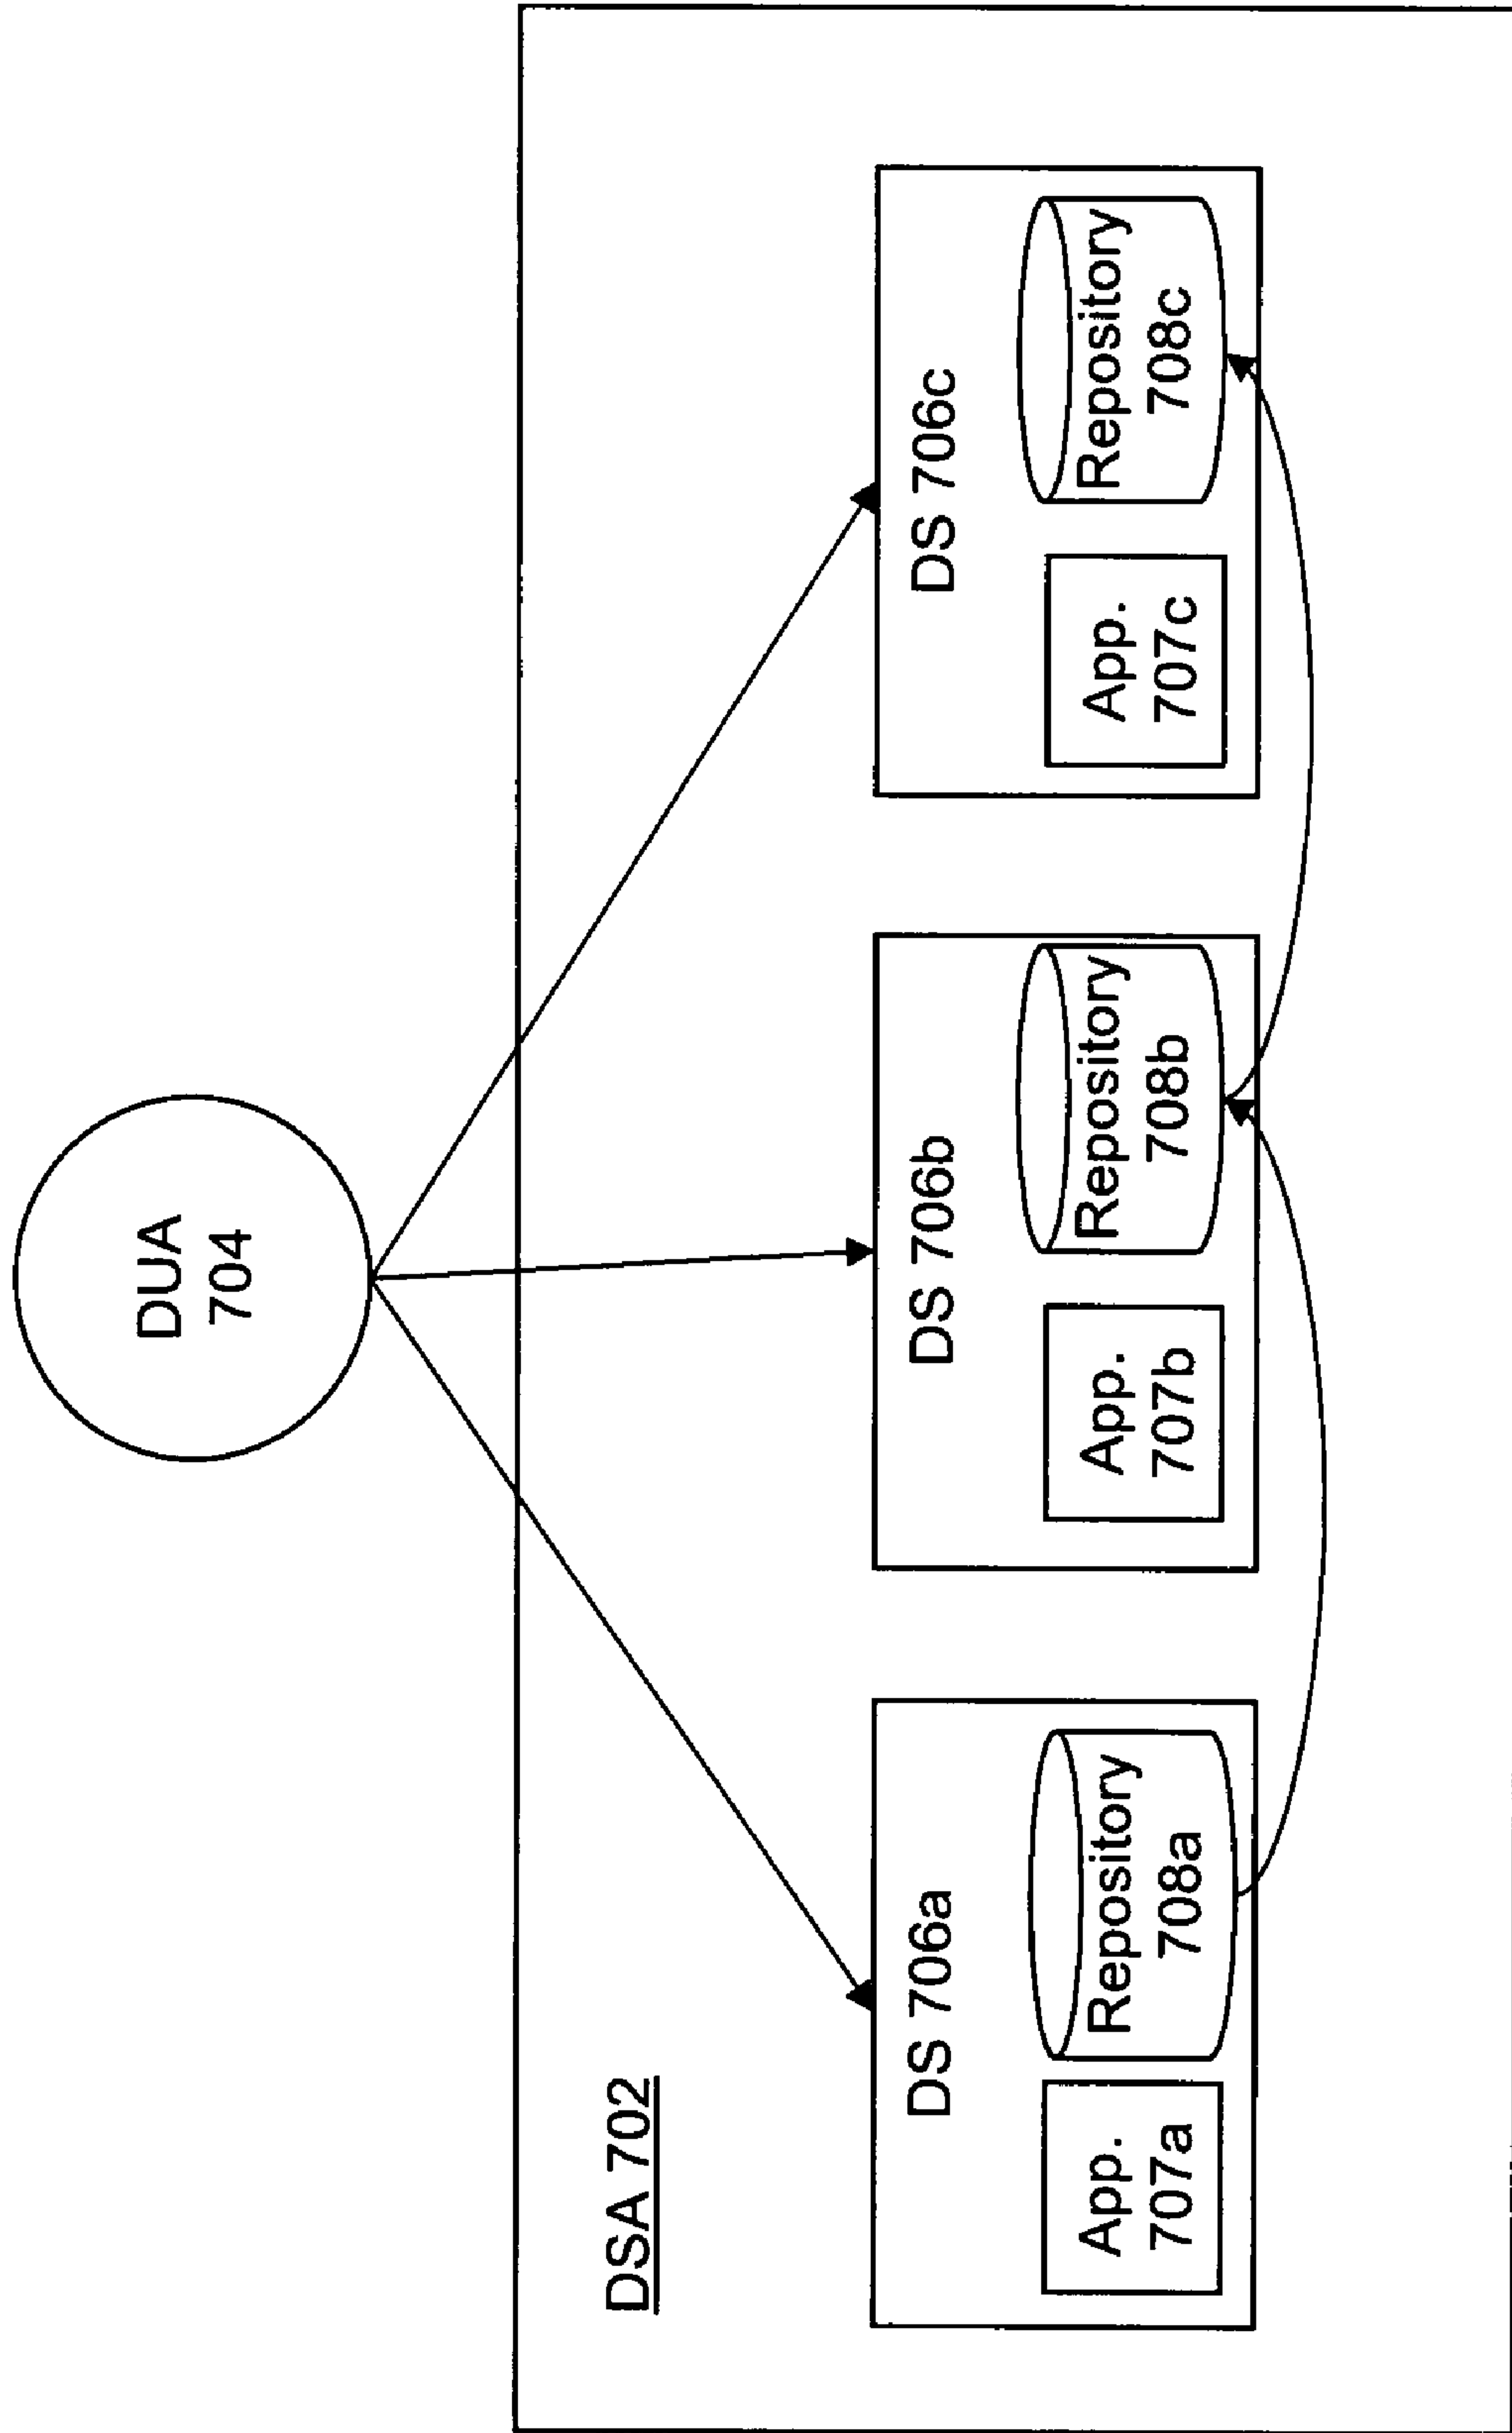 DUA
704
DSA 702
DS 706a
App.
707a
Repository
708a
DS 706b
App.
707b
Repository
708b
DS 706c
App.
707c
Repository
708c